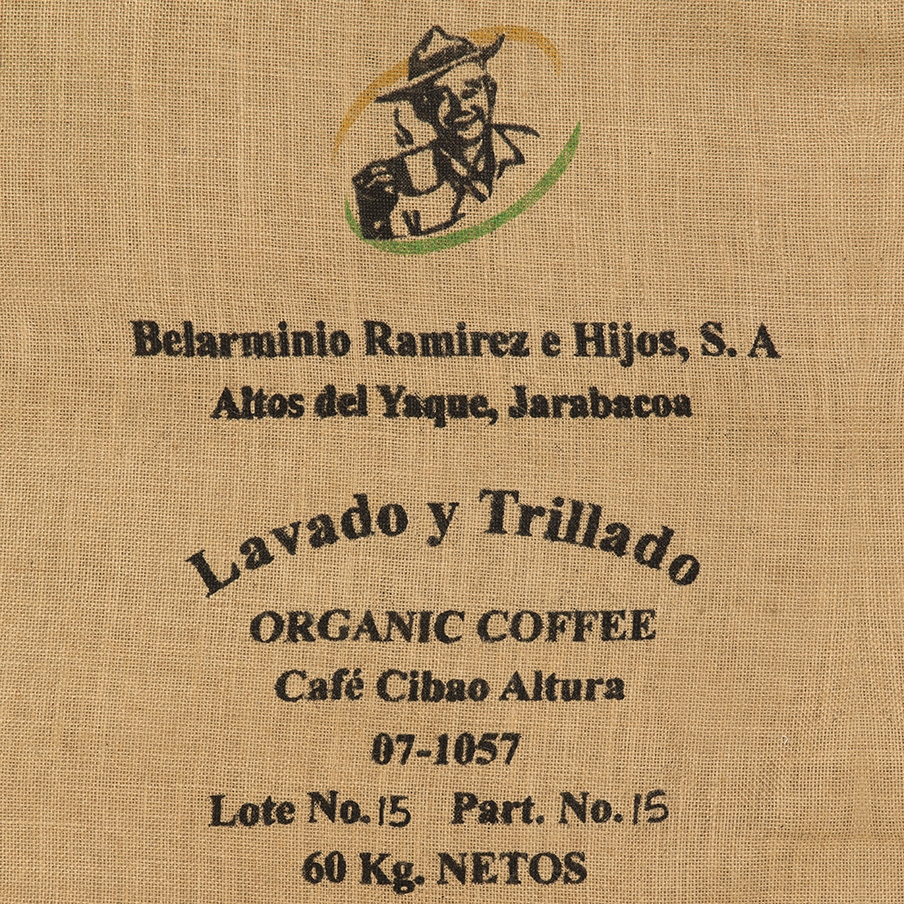 Belarminio Ramirez e Hijos, S. A
Altos del Yaque, Jarabacoa
Lavado y Trillado
ORGANIC COFFEE
Café Cibao Altura
07-1057
Lote No. 15 Part. No. 15
60 Kg. NETOS